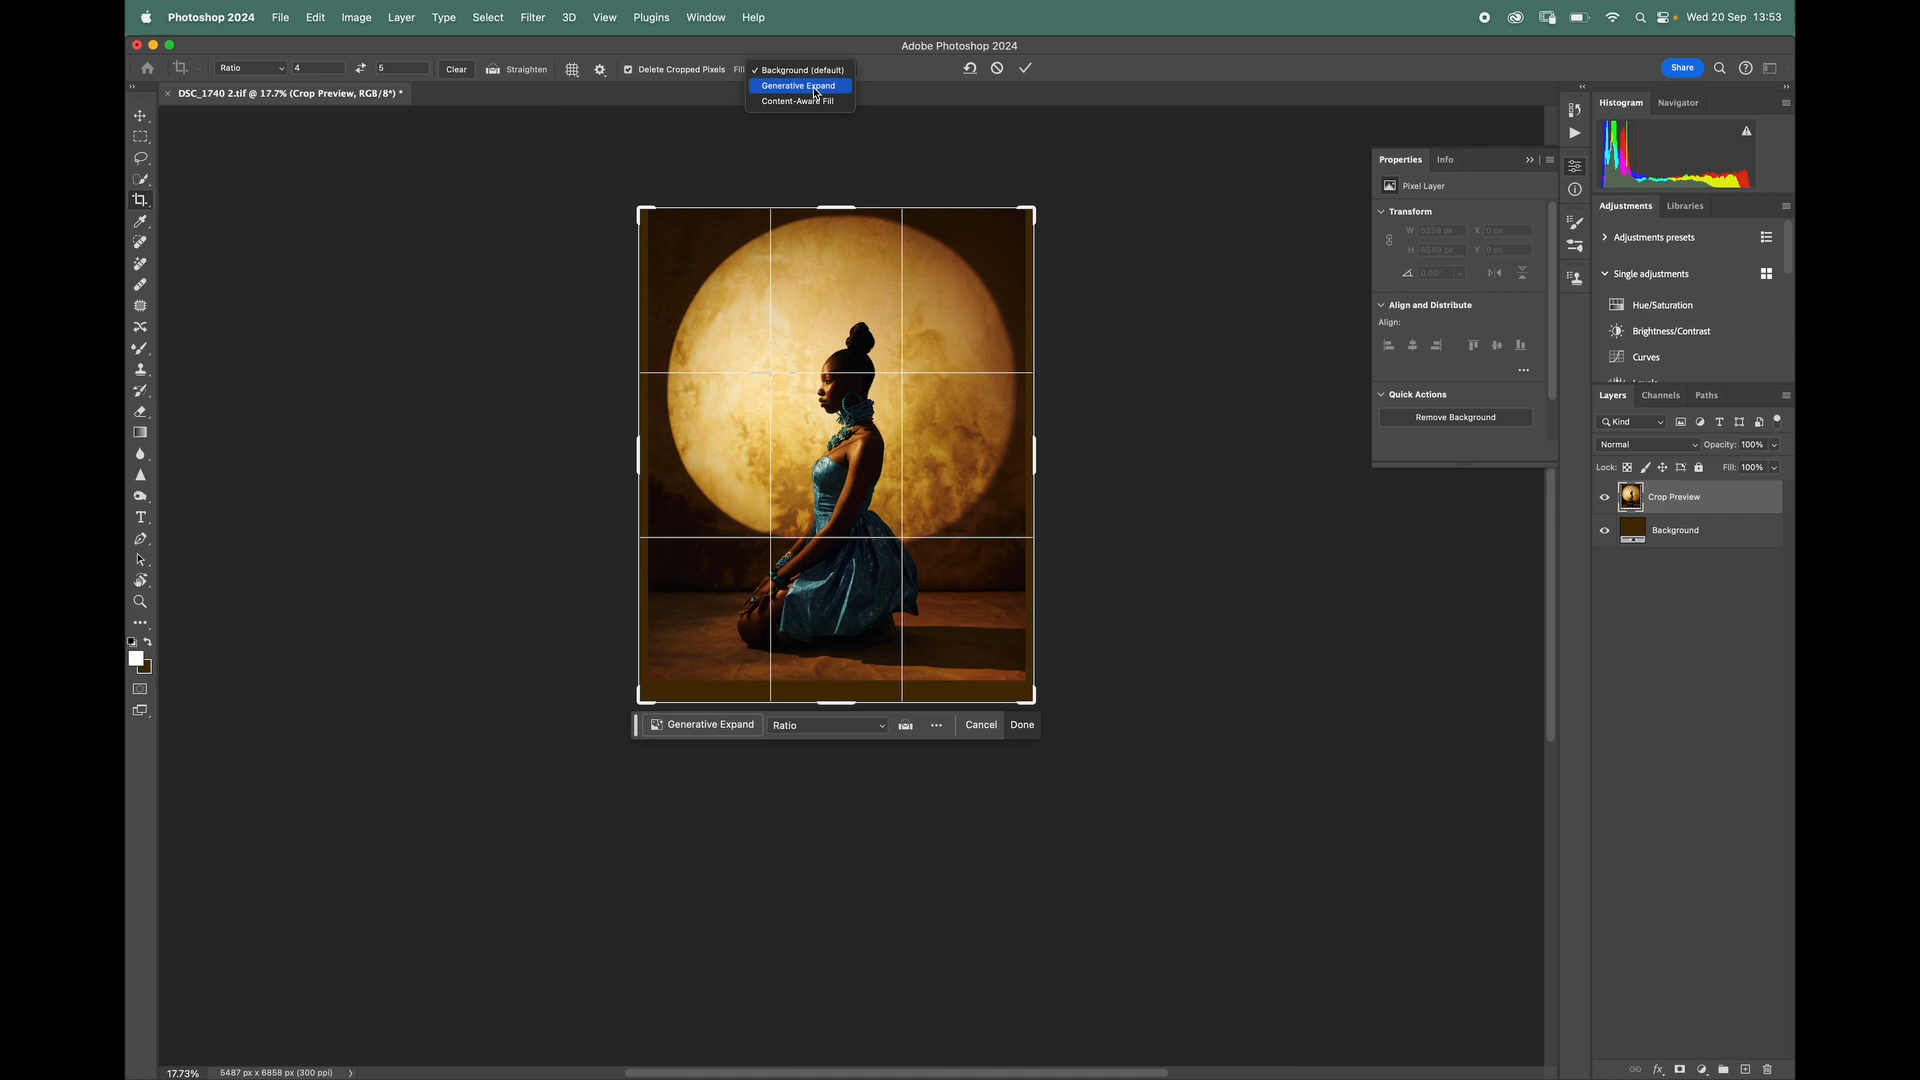 Photoshop 2024 File Edit Image Layer Type Select Filter 3D View Plugins Window Help Wed 20 Sep 13:53
Adobe Photoshop 2024
Ratio 4 5 Clear Straighten Delete Cropped Pixels Fill
✓ Background (default)
Generative Expand
Content-Aware Fill
Share
DSC_1740 2.tif @ 17.7% (Crop Preview, RGB/8*) *
Histogram Navigator
Properties Info
Pixel Layer
Transform
W 5239 px X 0 px
H 6549 px Y 0 px
0.00°
Align and Distribute
Align:
Quick Actions
Remove Background
Adjustments Libraries
Adjustments presets
Single adjustments
Hue/Saturation
Brightness/Contrast
Curves
Layers Channels Paths
Kind
Normal Opacity: 100%
Lock: Fill: 100%
Crop Preview
Background
Generative Expand Ratio Cancel Done
17.73% 5487 px x 6858 px (300 ppi)